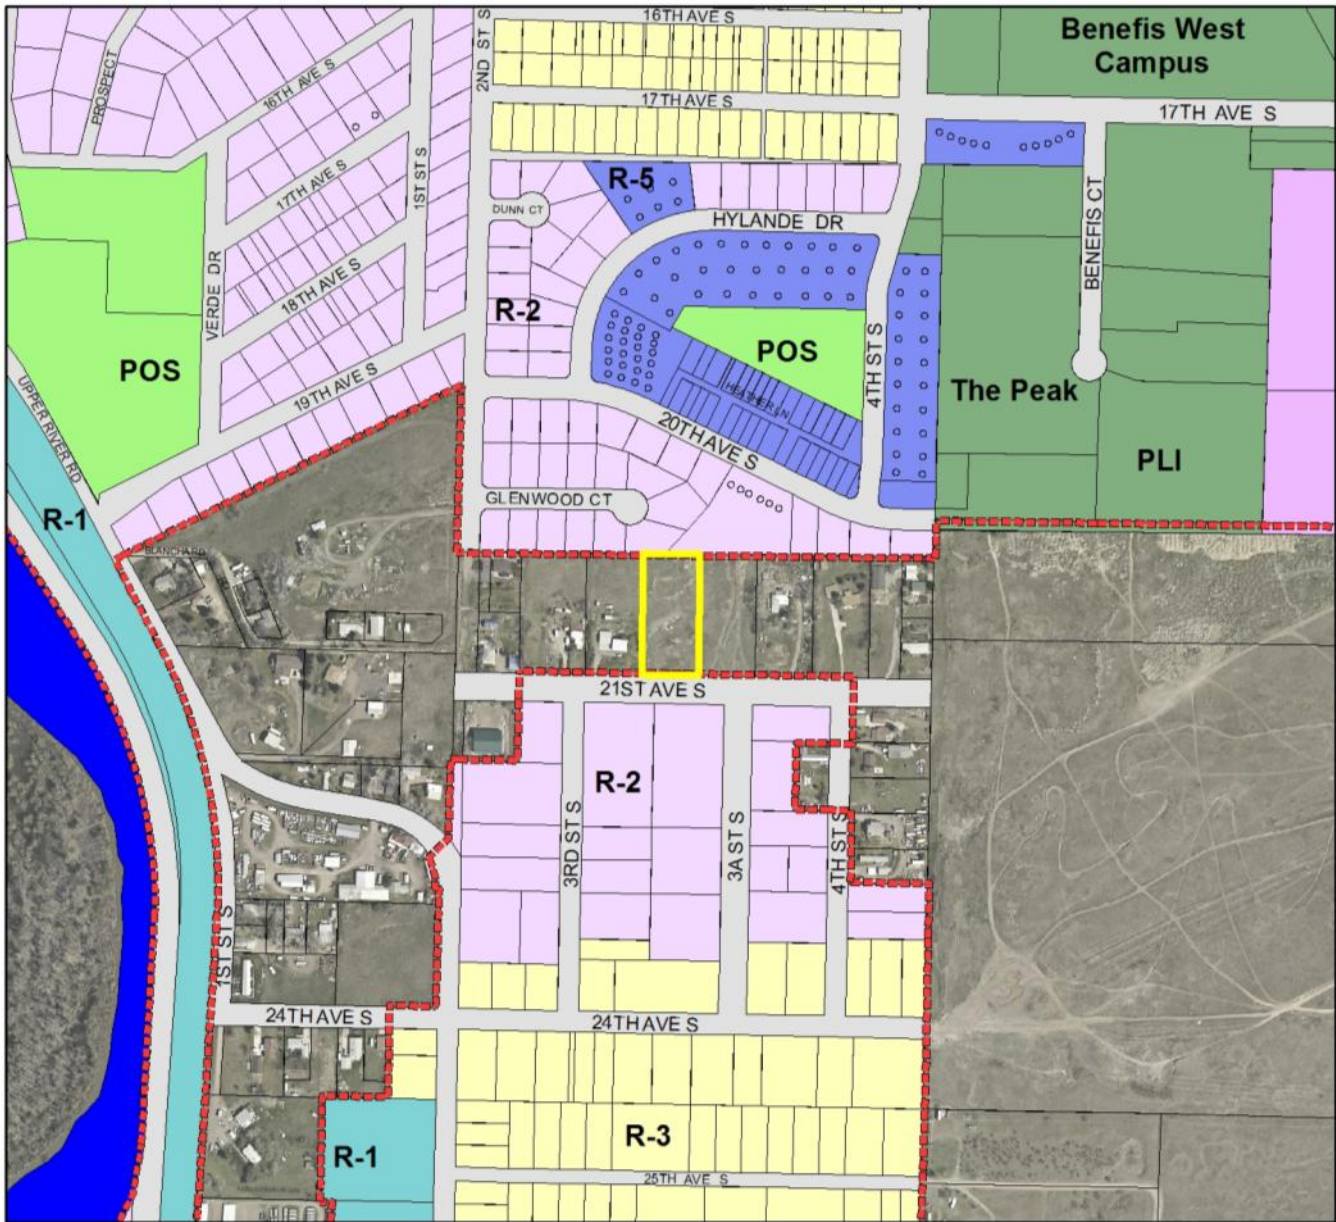 16TH AVE S
Benefis West
Campus
2ND ST S
PROSPECT
16TH AVE S
17TH AVE S
17TH AVE S
1ST ST S
17TH AVE S
R-5
DUNN CT
HYLANDE DR
BENEFIS CT
VERDE DR
18TH AVE S
R-2
POS
POS
4TH ST S
The Peak
HEATHER LN
19TH AVE S
20TH AVE S
UPPER RIVER RD
PLI
GLENWOOD CT
R-1
BLANCHARD
21ST AVE S
R-2
3RD ST S
3A ST S
4TH ST S
1ST ST S
24TH AVE S
24TH AVE S
R-3
R-1
25TH AVE S